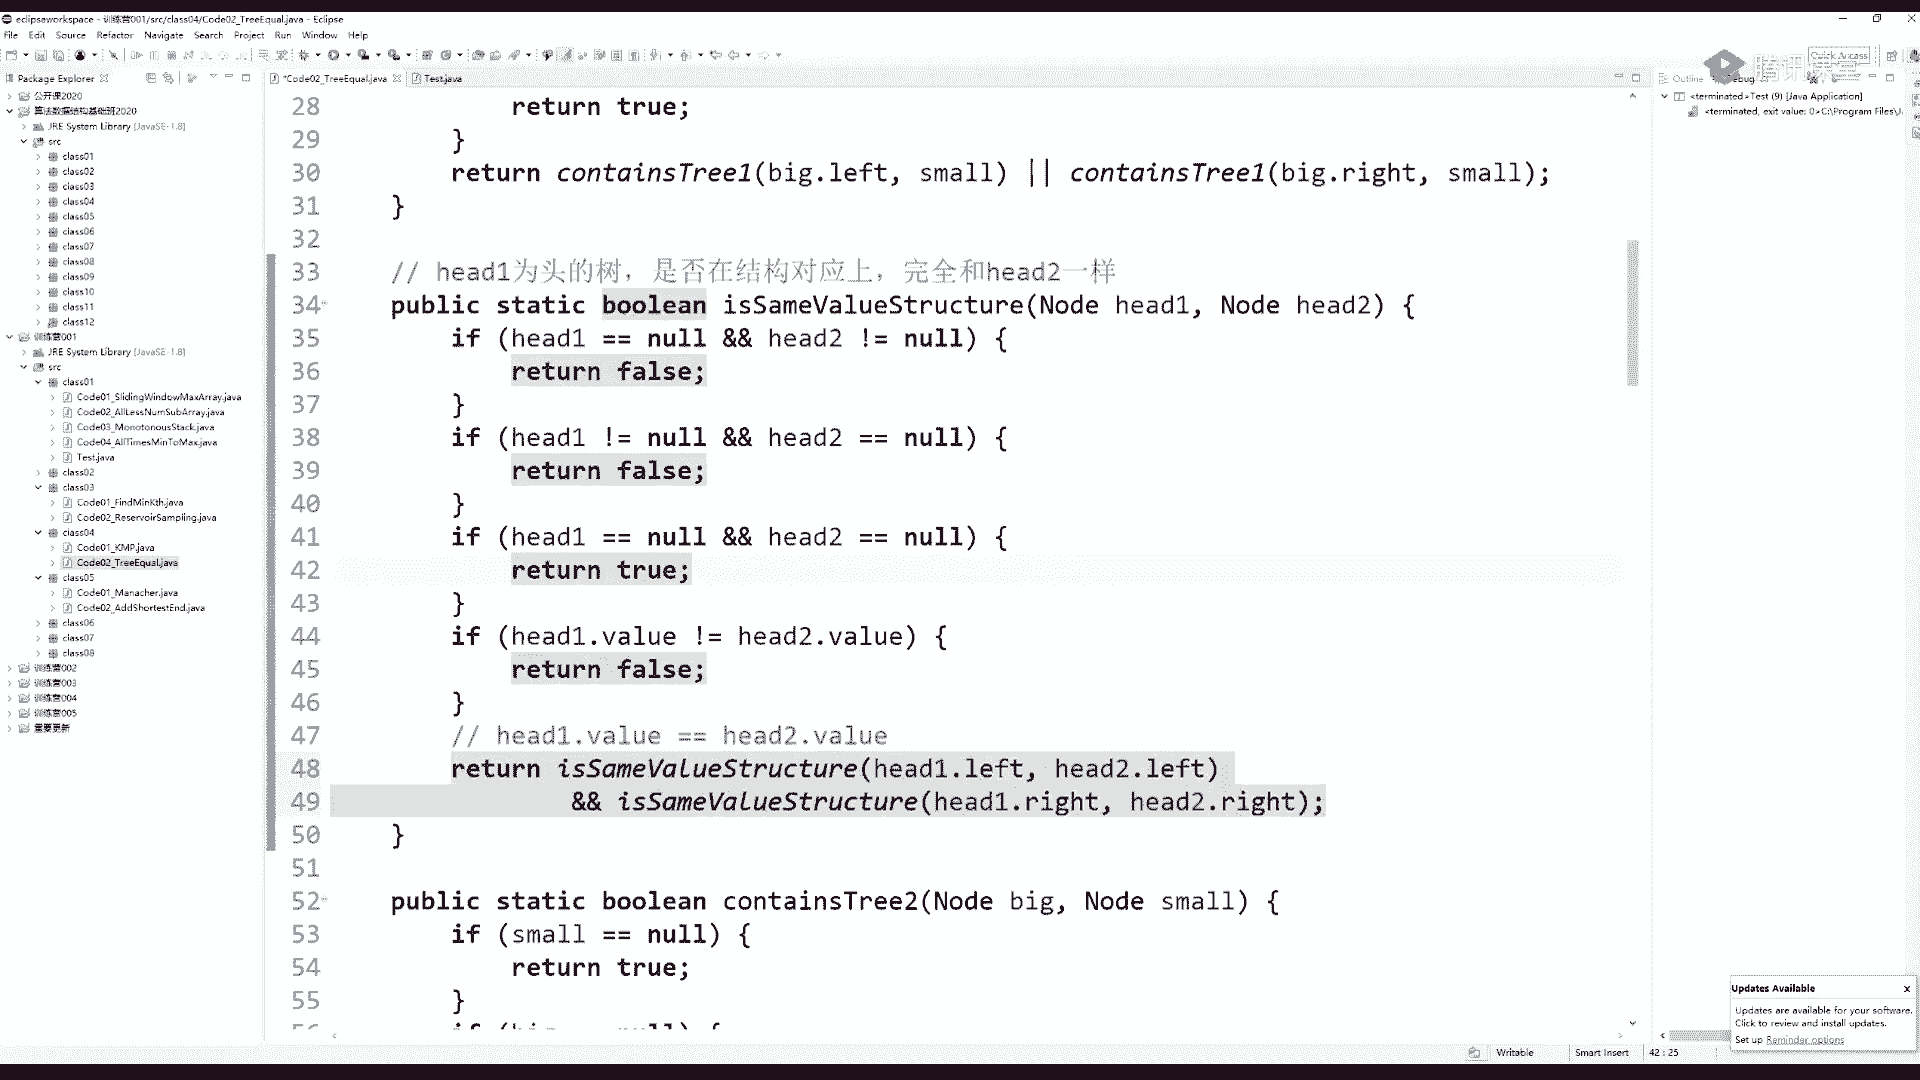 eclipseworkspace - 训练营001/src/class04/Code02_TreeEqual.java - Eclipse
File Edit Source Refactor Navigate Search Project Run Window Help
Quick Access
腾讯课堂
Package Explorer
*Code02_TreeEqual.java
Test.java
Outline
Debug
公开课2020
算法数据结构基础班2020
JRE System Library [JavaSE-1.8]
src
class01
class02
class03
class04
class05
class06
class07
class08
class09
class10
class11
class12
训练营001
JRE System Library [JavaSE-1.8]
src
class01
Code01_SlidingWindowMaxArray.java
Code02_AllLessNumSubArray.java
Code03_MonotonousStack.java
Code04_AllTimesMinToMax.java
Test.java
class02
class03
Code01_FindMinKth.java
Code02_ReservoirSampling.java
class04
Code01_KMP.java
Code02_TreeEqual.java
class05
Code01_Manacher.java
Code02_AddShortestEnd.java
class06
class07
class08
训练营002
训练营003
训练营004
训练营005
重要更新
28 return true;
29 }
30 return containsTree1(big.left, small) || containsTree1(big.right, small);
31 }
32
33 // head1为头的树，是否在结构对应上，完全和head2一样
34 public static boolean isSameValueStructure(Node head1, Node head2) {
35 if (head1 == null && head2 != null) {
36 return false;
37 }
38 if (head1 != null && head2 == null) {
39 return false;
40 }
41 if (head1 == null && head2 == null) {
42 return true;
43 }
44 if (head1.value != head2.value) {
45 return false;
46 }
47 // head1.value == head2.value
48 return isSameValueStructure(head1.left, head2.left)
49 && isSameValueStructure(head1.right, head2.right);
50 }
51
52 public static boolean containsTree2(Node big, Node small) {
53 if (small == null) {
54 return true;
55 }
<terminated>Test (9) [Java Application]
<terminated, exit value: 0>C:\Program Files\J
Updates Available x
Updates are available for your software.
Click to review and install updates.
Set up Reminder options
Writable Smart Insert 42 : 25